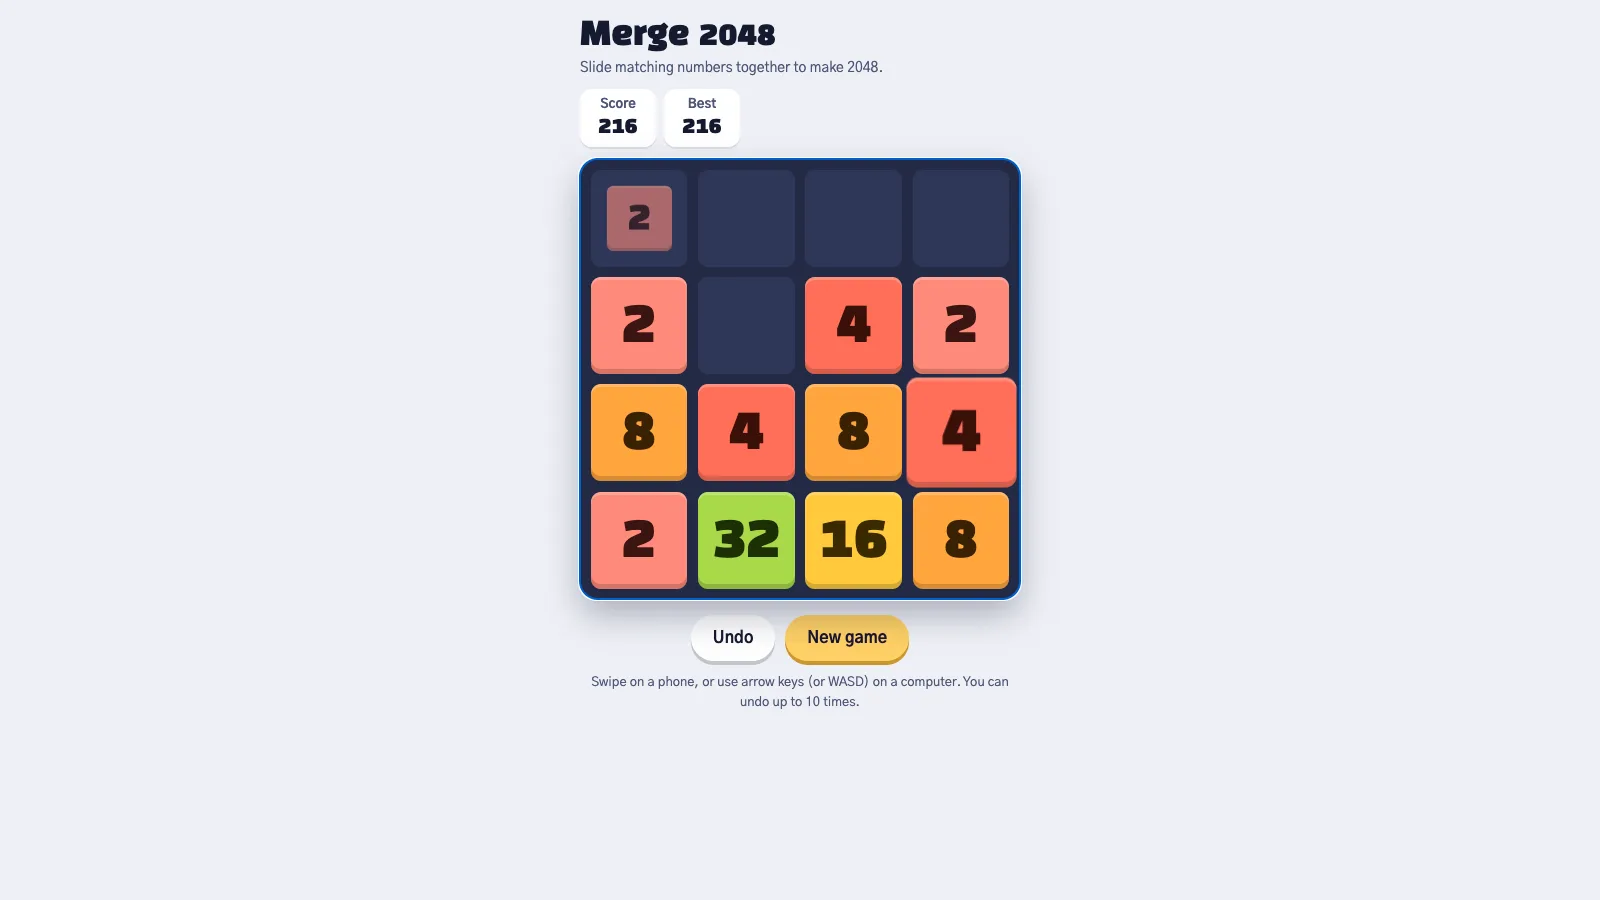 Merge 2048
Slide matching numbers together to make 2048.
Score Best
216 216
2
2 4 2
8 4 8 4
2 32 16 8
Undo New game
Swipe on a phone, or use arrow keys (or WASD) on a computer. You can
undo up to 10 times.